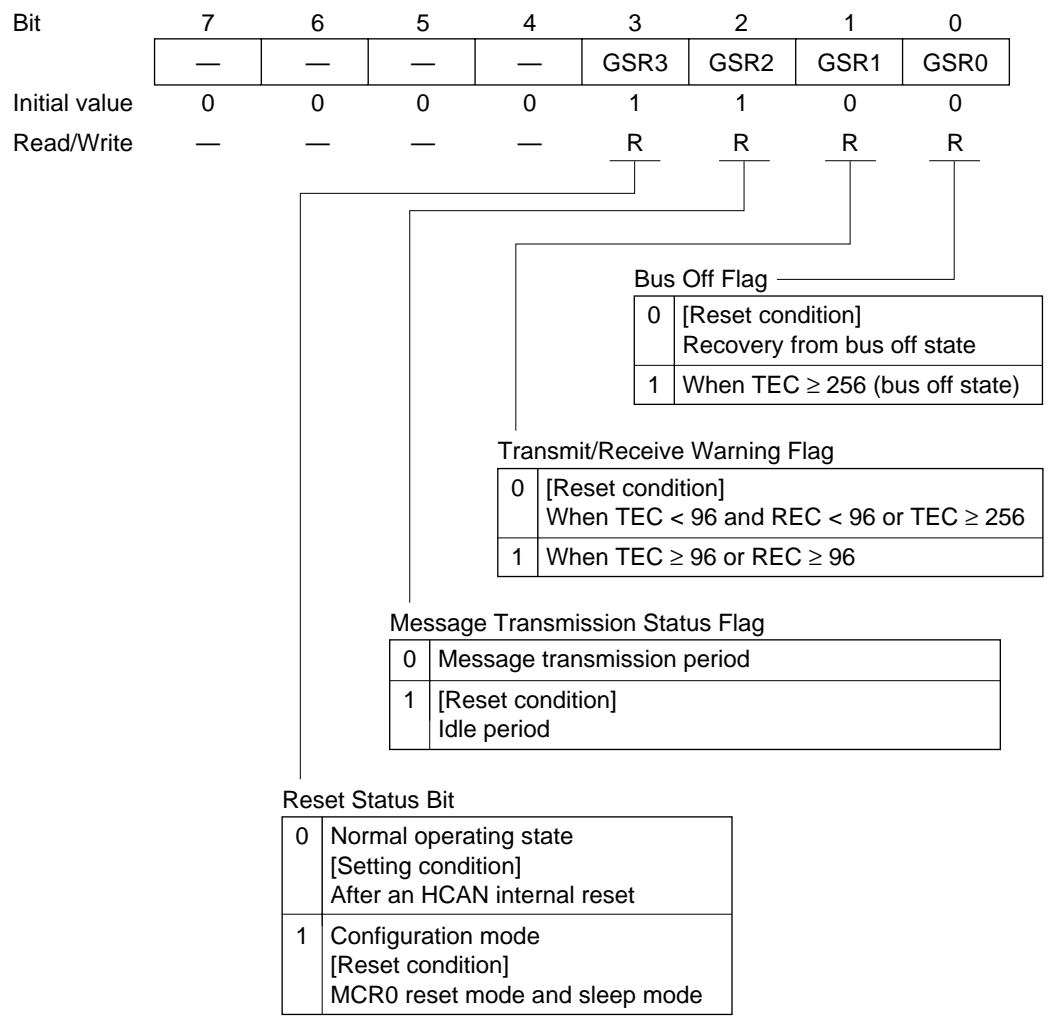 Bit 7 6 5 4 3 2 1 0
— — — — GSR3 GSR2 GSR1 GSR0
Initial value 0 0 0 0 1 1 0 0
Read/Write — — — — R R R R
Bus Off Flag
0 [Reset condition]
Recovery from bus off state
1 When TEC ≥ 256 (bus off state)
Transmit/Receive Warning Flag
0 [Reset condition]
When TEC < 96 and REC < 96 or TEC ≥ 256
1 When TEC ≥ 96 or REC ≥ 96
Message Transmission Status Flag
0 Message transmission period
1 [Reset condition]
Idle period
Reset Status Bit
0 Normal operating state
[Setting condition]
After an HCAN internal reset
1 Configuration mode
[Reset condition]
MCR0 reset mode and sleep mode